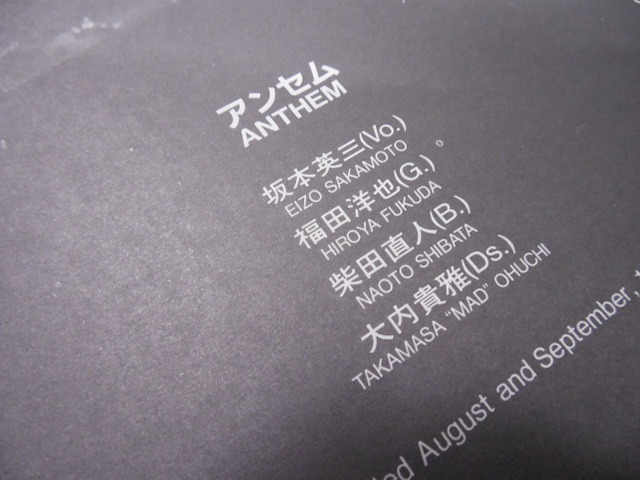 アンセム
ANTHEM
坂本英三(Vo.)
EIZO SAKAMOTO
福田洋也(G.)
HIROYA FUKUDA
柴田直人(B.)
NAOTO SHIBATA
大内貴雅(Ds.)
TAKAMASA "MAD" OHUCHI
August and September